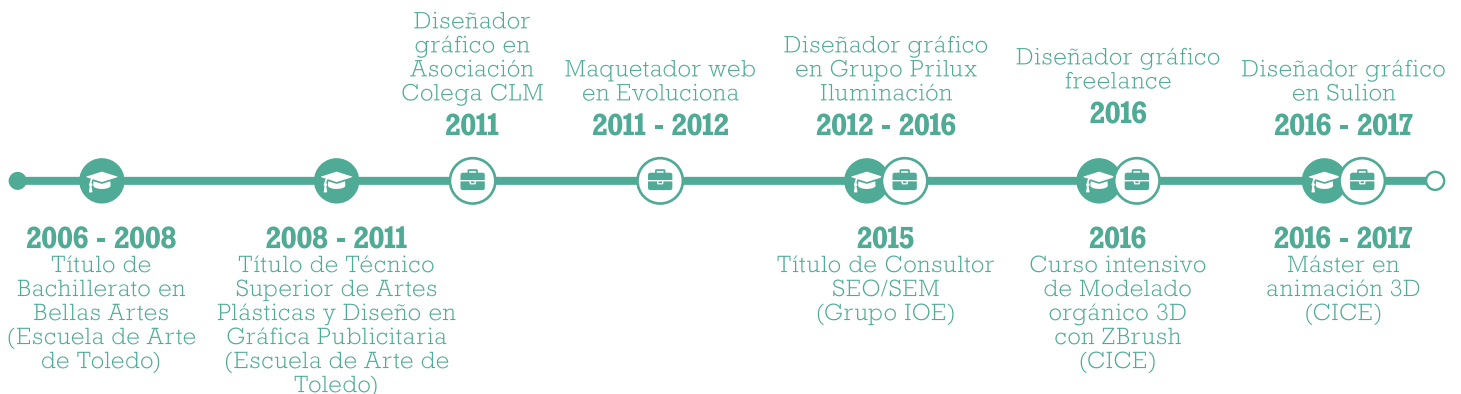 Diseñador
gráfico en
Asociación
Colega CLM
2011
Maquetador web
en Evoluciona
2011 - 2012
Diseñador gráfico
en Grupo Prilux
Iluminación
2012 - 2016
Diseñador gráfico
freelance
2016
Diseñador gráfico
en Sulion
2016 - 2017
2006 - 2008
Título de
Bachillerato en
Bellas Artes
(Escuela de Arte
de Toledo)
2008 - 2011
Título de Técnico
Superior de Artes
Plásticas y Diseño en
Gráfica Publicitaria
(Escuela de Arte de
Toledo)
2015
Título de Consultor
SEO/SEM
(Grupo IOE)
2016
Curso intensivo
de Modelado
orgánico 3D
con ZBrush
(CICE)
2016 - 2017
Máster en
animación 3D
(CICE)